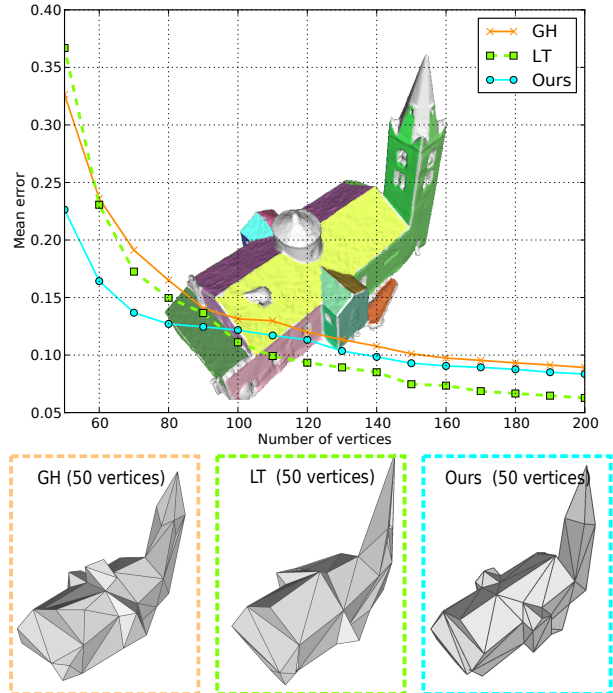 0.40
0.35
0.30
0.25
0.20
0.15
0.10
0.05
Mean error
GH
LT
Ours
60 80 100 120 140 160 180 200
Number of vertices
GH (50 vertices)
LT (50 vertices)
Ours (50 vertices)